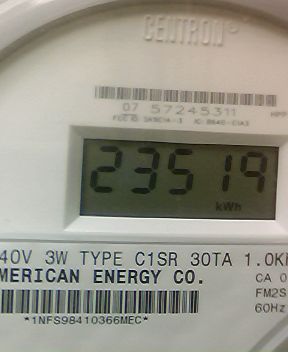 CENTRON®
07 57245311
23519
kWh
40V 3W TYPE C1SR 30TA 1.0K
MERICAN ENERGY CO.
CA 0
FM2S
60Hz
*1NFS98410366MEC*